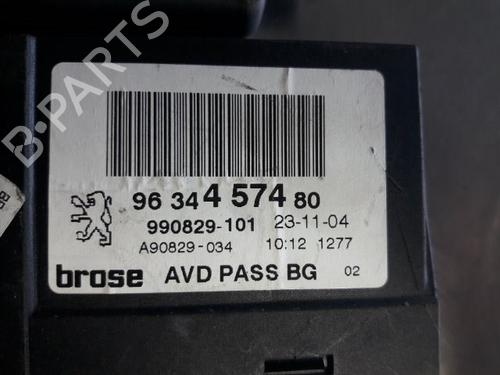 B-PARTS
96 34 4 574 80
990829-101 23-11-04
A90829-034 10:12 1277
brose AVD PASS BG 02